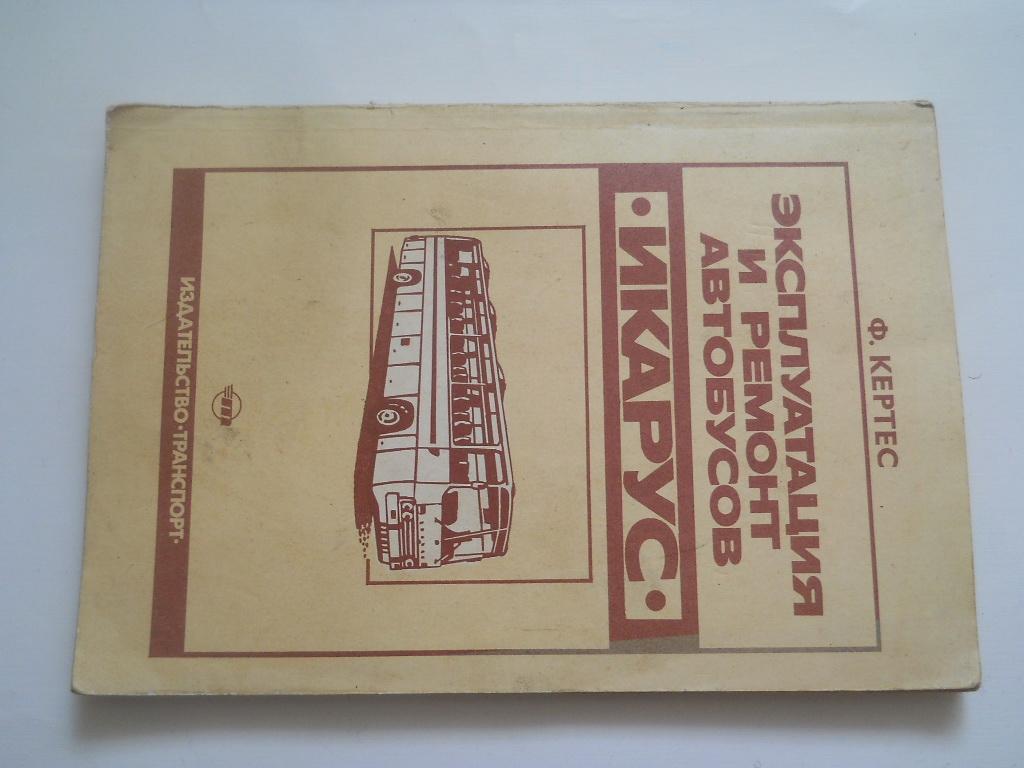 Ф. КЕРТЕС
ЭКСПЛУАТАЦИЯ
И РЕМОНТ
АВТОБУСОВ
•ИКАРУС•
ИЗДАТЕЛЬСТВО·ТРАНСПОРТ·